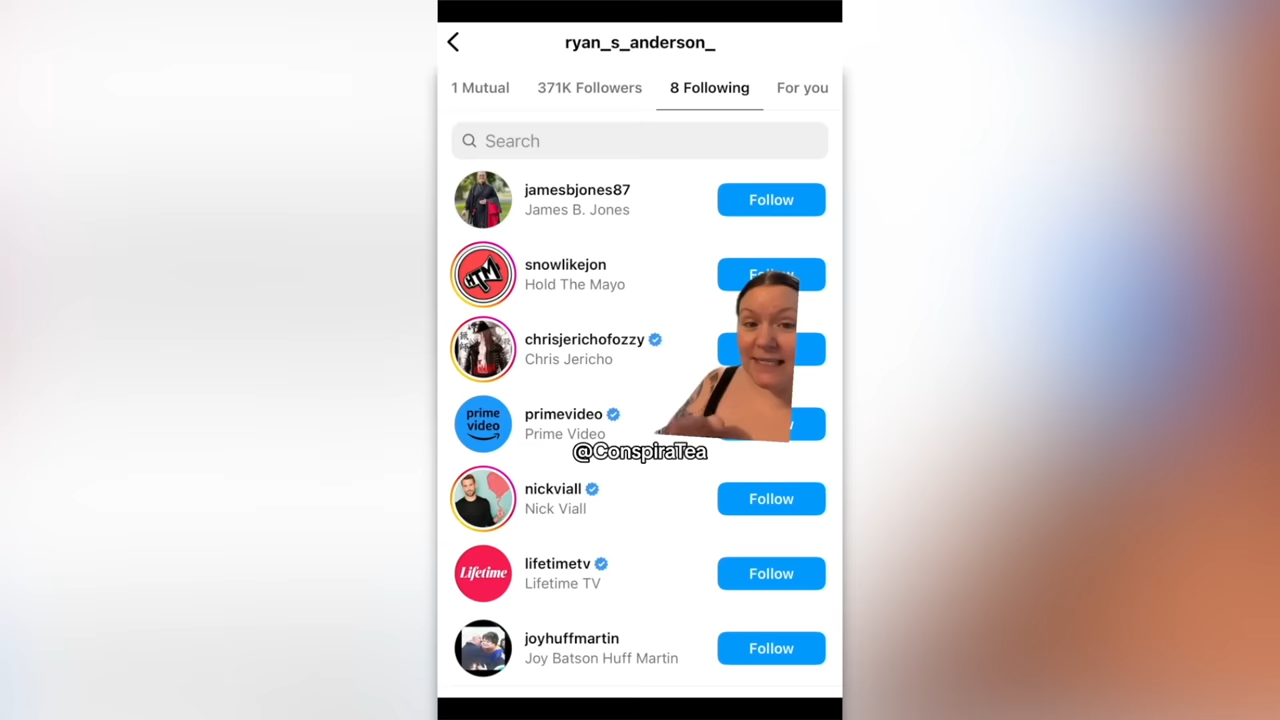 ryan_s_anderson_
1 Mutual
371K Followers
8 Following
For you
Search
jamesbjones87
James B. Jones
Follow
HTM
snowlikejon
Hold The Mayo
chrisjerichofozzy
Chris Jericho
prime video
primevideo
Prime Video
@ConspiraTea
nickviall
Nick Viall
Follow
Lifetime
lifetimetv
Lifetime TV
Follow
joyhuffmartin
Joy Batson Huff Martin
Follow